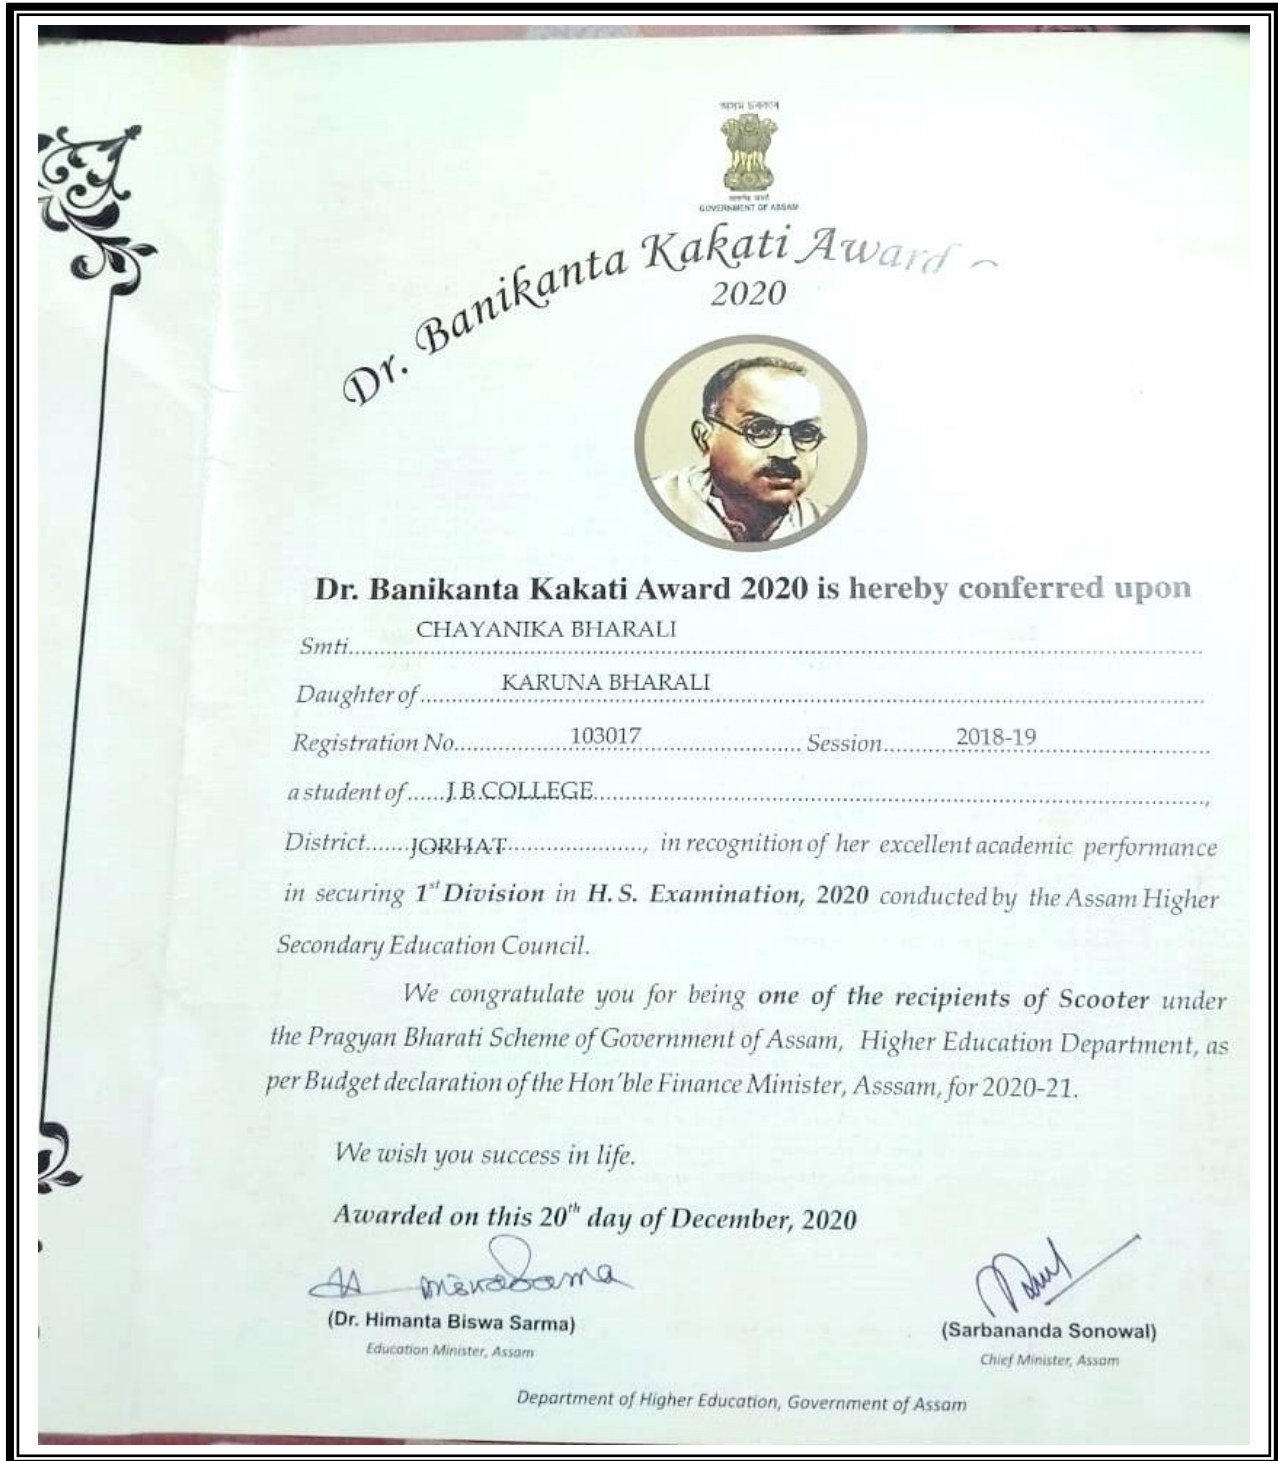 অসম চৰকাৰ
सत्यमेव जयते
GOVERNMENT OF ASSAM
Dr. Banikanta Kakati Award
2020
Dr. Banikanta Kakati Award 2020 is hereby conferred upon
Smti.......CHAYANIKA BHARALI.......
Daughter of.......KARUNA BHARALI.......
Registration No.......103017....... Session.......2018-19.......
a student of......J.B.COLLEGE.......,
District.......JORHAT......., in recognition of her excellent academic performance
in securing 1st Division in H. S. Examination, 2020 conducted by the Assam Higher
Secondary Education Council.
We congratulate you for being one of the recipients of Scooter under
the Pragyan Bharati Scheme of Government of Assam, Higher Education Department, as
per Budget declaration of the Hon'ble Finance Minister, Asssam, for 2020-21.
We wish you success in life.
Awarded on this 20th day of December, 2020
(Dr. Himanta Biswa Sarma)
Education Minister, Assam
(Sarbananda Sonowal)
Chief Minister, Assam
Department of Higher Education, Government of Assam